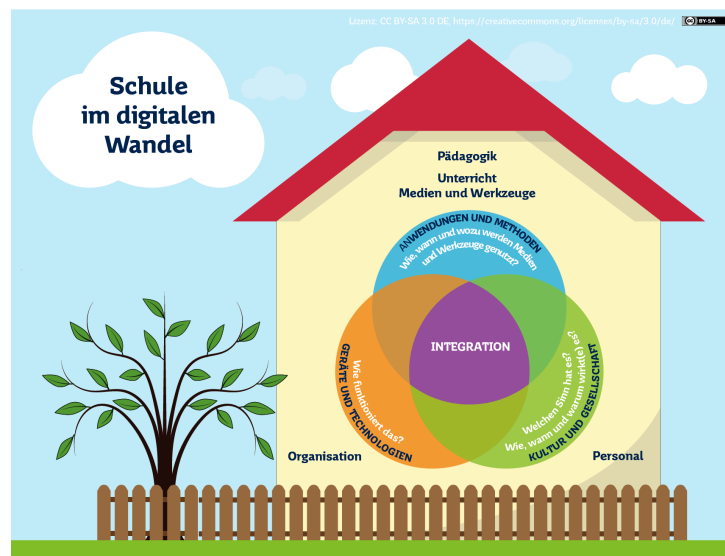 Lizenz: CC BY-SA 3.0 DE, https://creativecommons.org/licenses/by-sa/3.0/de/
CC BY-SA
Schule
im digitalen
Wandel
Pädagogik
Unterricht
Medien und Werkzeuge
ANWENDUNGEN UND METHODEN
Wie, wann und wozu werden Medien
und Werkzeuge genutzt?
INTEGRATION
GERÄTE UND TECHNOLOGIEN
Wie funktioniert das?
Welchen Sinn hat es?
Wie, wann und warum wirk(e) es?
KULTUR UND GESELLSCHAFT
Organisation
Personal